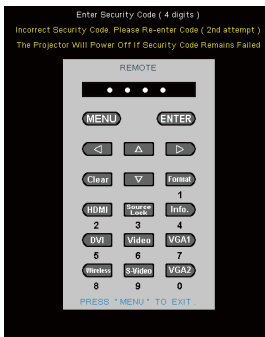 Enter Security Code ( 4 digits )
Incorrect Security Code. Please Re-enter Code ( 2nd attempt )
The Projector Will Power Off If Security Code Remains Failed
REMOTE
MENU ENTER
Clear Format
1
HDMI Source Lock Info.
2 3 4
DVI Video VGA1
5 6 7
Wireless S-Video VGA2
8 9 0
PRESS "MENU" TO EXIT.